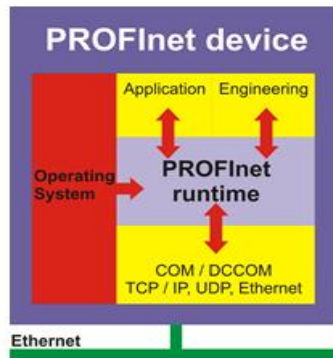 PROFInet device
Application Engineering
Operating
System
PROFInet
runtime
COM / DCCOM
TCP / IP, UDP, Ethernet
Ethernet